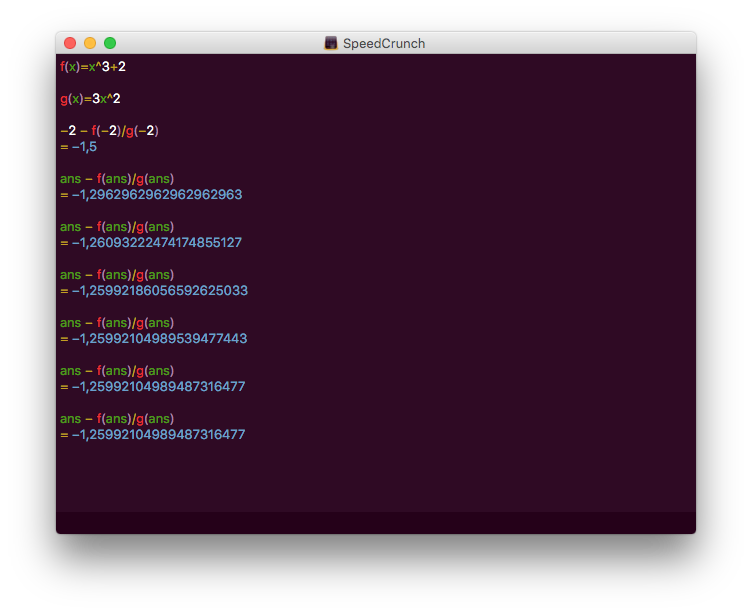 SpeedCrunch
f(x)=x^3+2
g(x)=3x^2
−2 − f(−2)/g(−2)
= −1,5
ans − f(ans)/g(ans)
= −1,2962962962962962963
ans − f(ans)/g(ans)
= −1,26093222474174855127
ans − f(ans)/g(ans)
= −1,25992186056592625033
ans − f(ans)/g(ans)
= −1,25992104989539477443
ans − f(ans)/g(ans)
= −1,25992104989487316477
ans − f(ans)/g(ans)
= −1,25992104989487316477